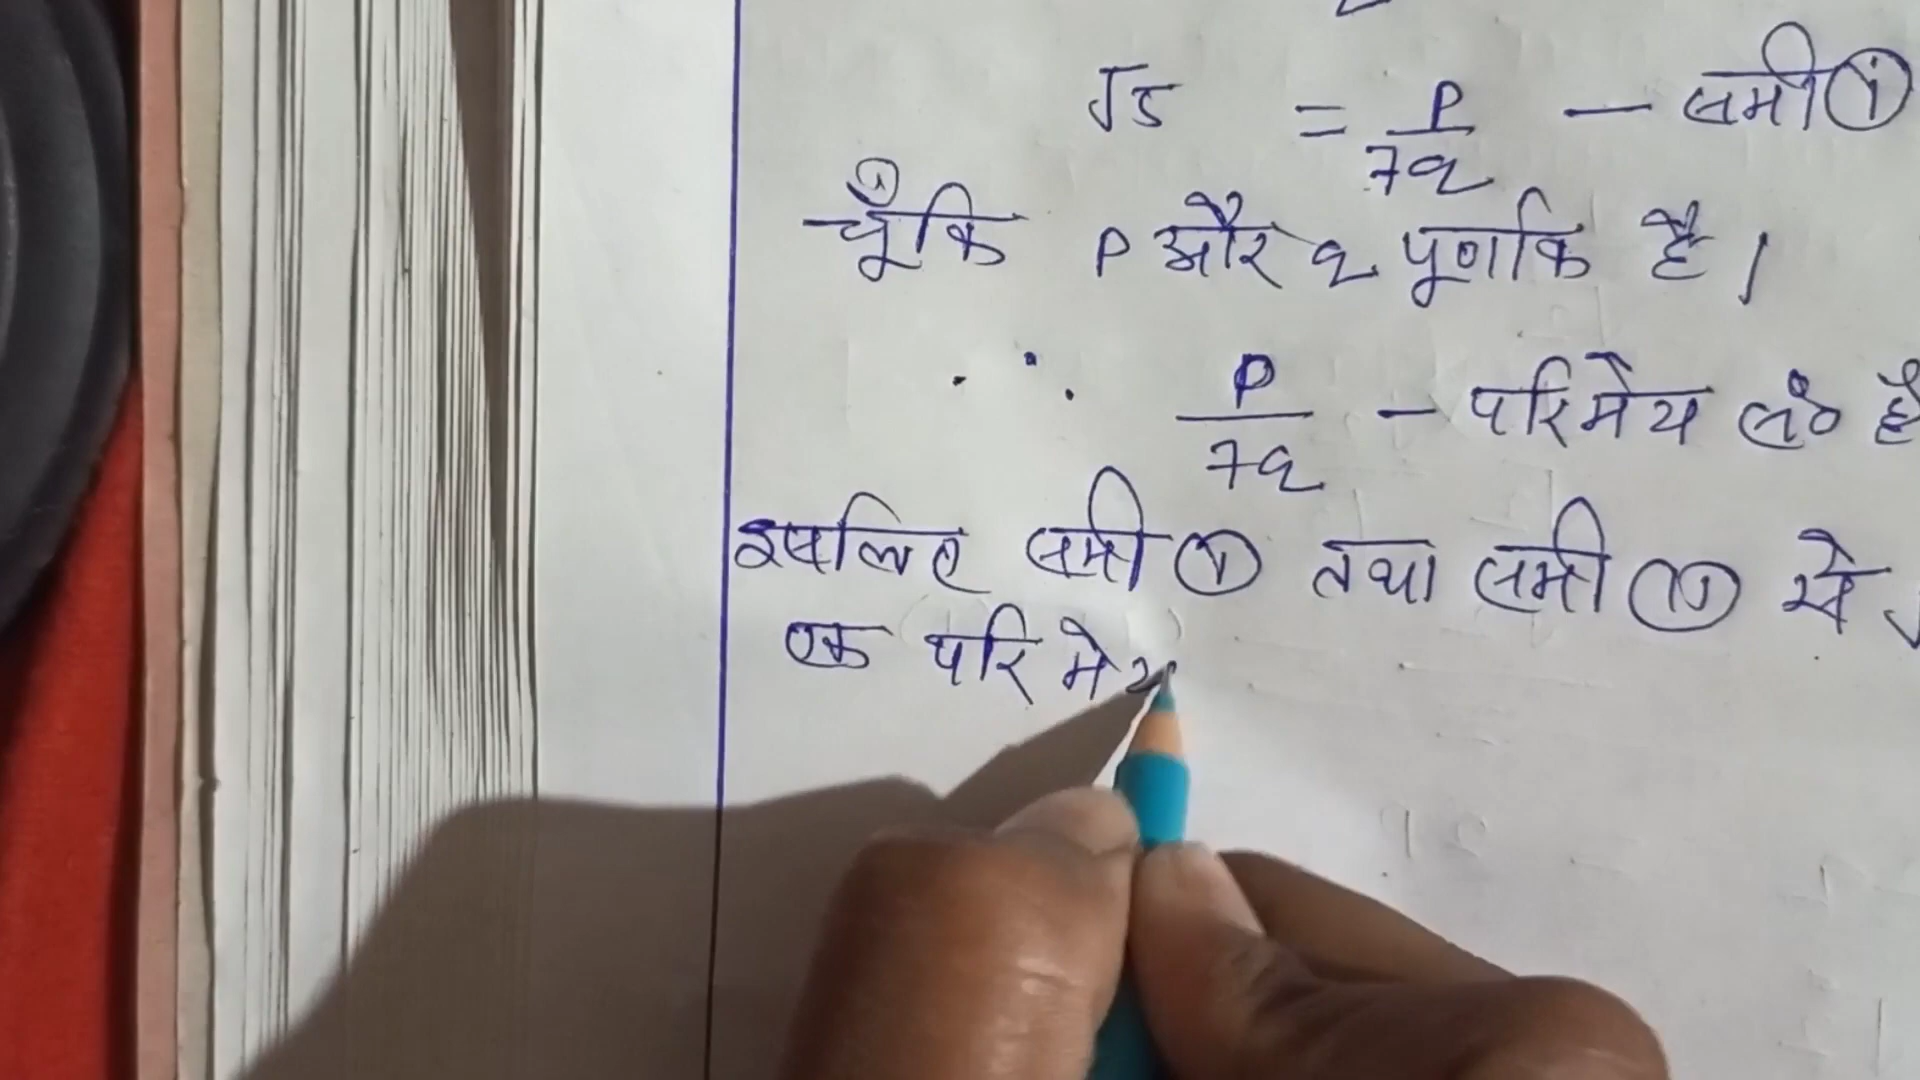 √5 = P/7q — समी (i)
चूँकि P और q पूर्णांक है।
∴ P/7q - परिमेय सं० है
इसलिए समी (i) तथा समी (ii) से
एक परिमेय